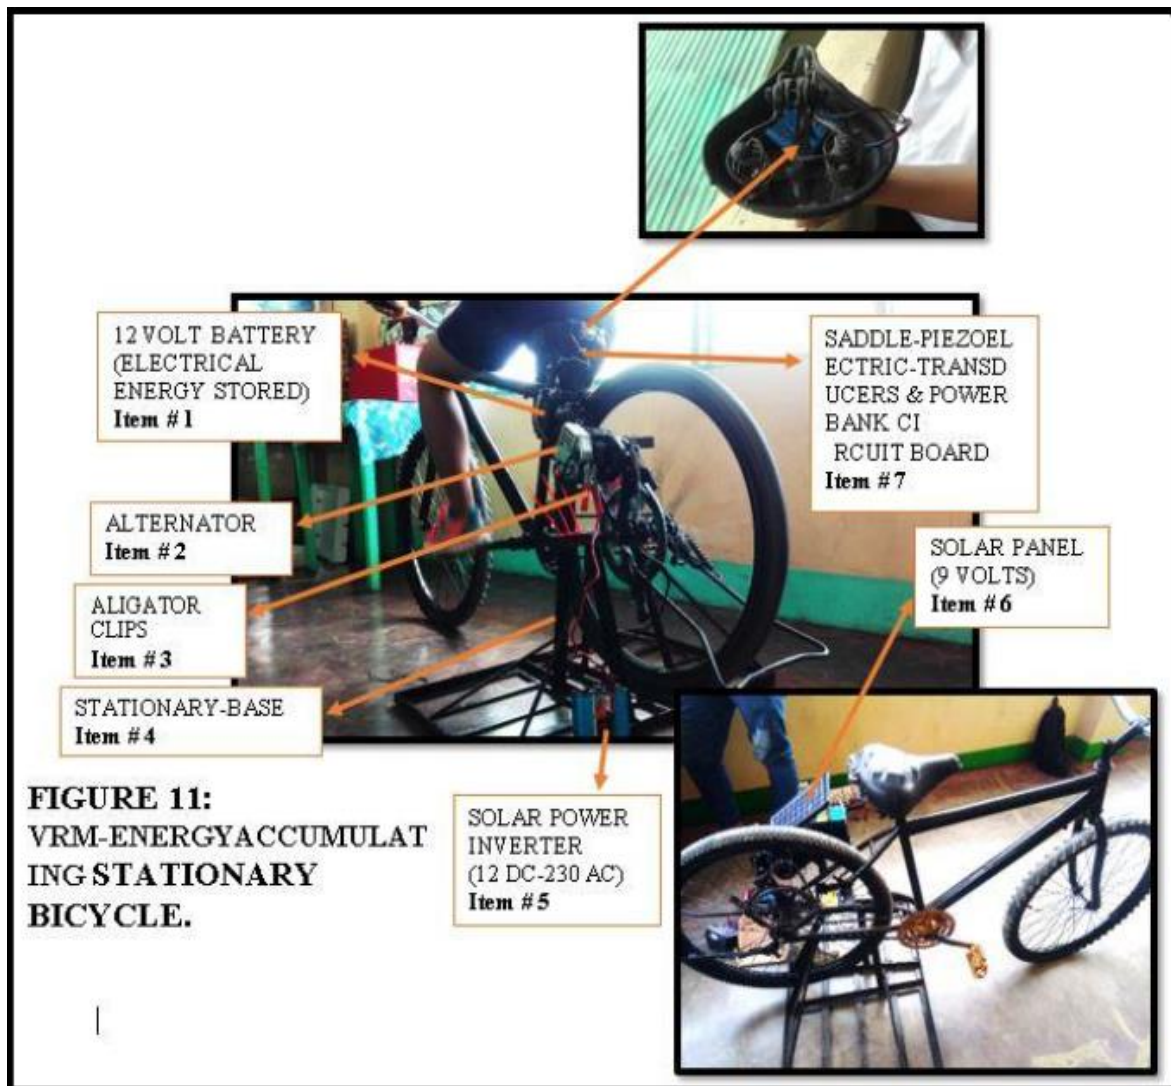 12 VOLT BATTERY
(ELECTRICAL
ENERGY STORED)
Item #1
SADDLE-PIEZOEL
ECTRIC-TRANSD
UCERS & POWER
BANK CI
RCUIT BOARD
Item #7
ALTERNATOR
Item #2
SOLAR PANEL
(9 VOLTS)
Item #6
ALIGATOR
CLIPS
Item #3
STATIONARY-BASE
Item #4
SOLAR POWER
INVERTER
(12 DC-230 AC)
Item #5
FIGURE 11:
VRM-ENERGYACCUMULAT
ING STATIONARY
BICYCLE.